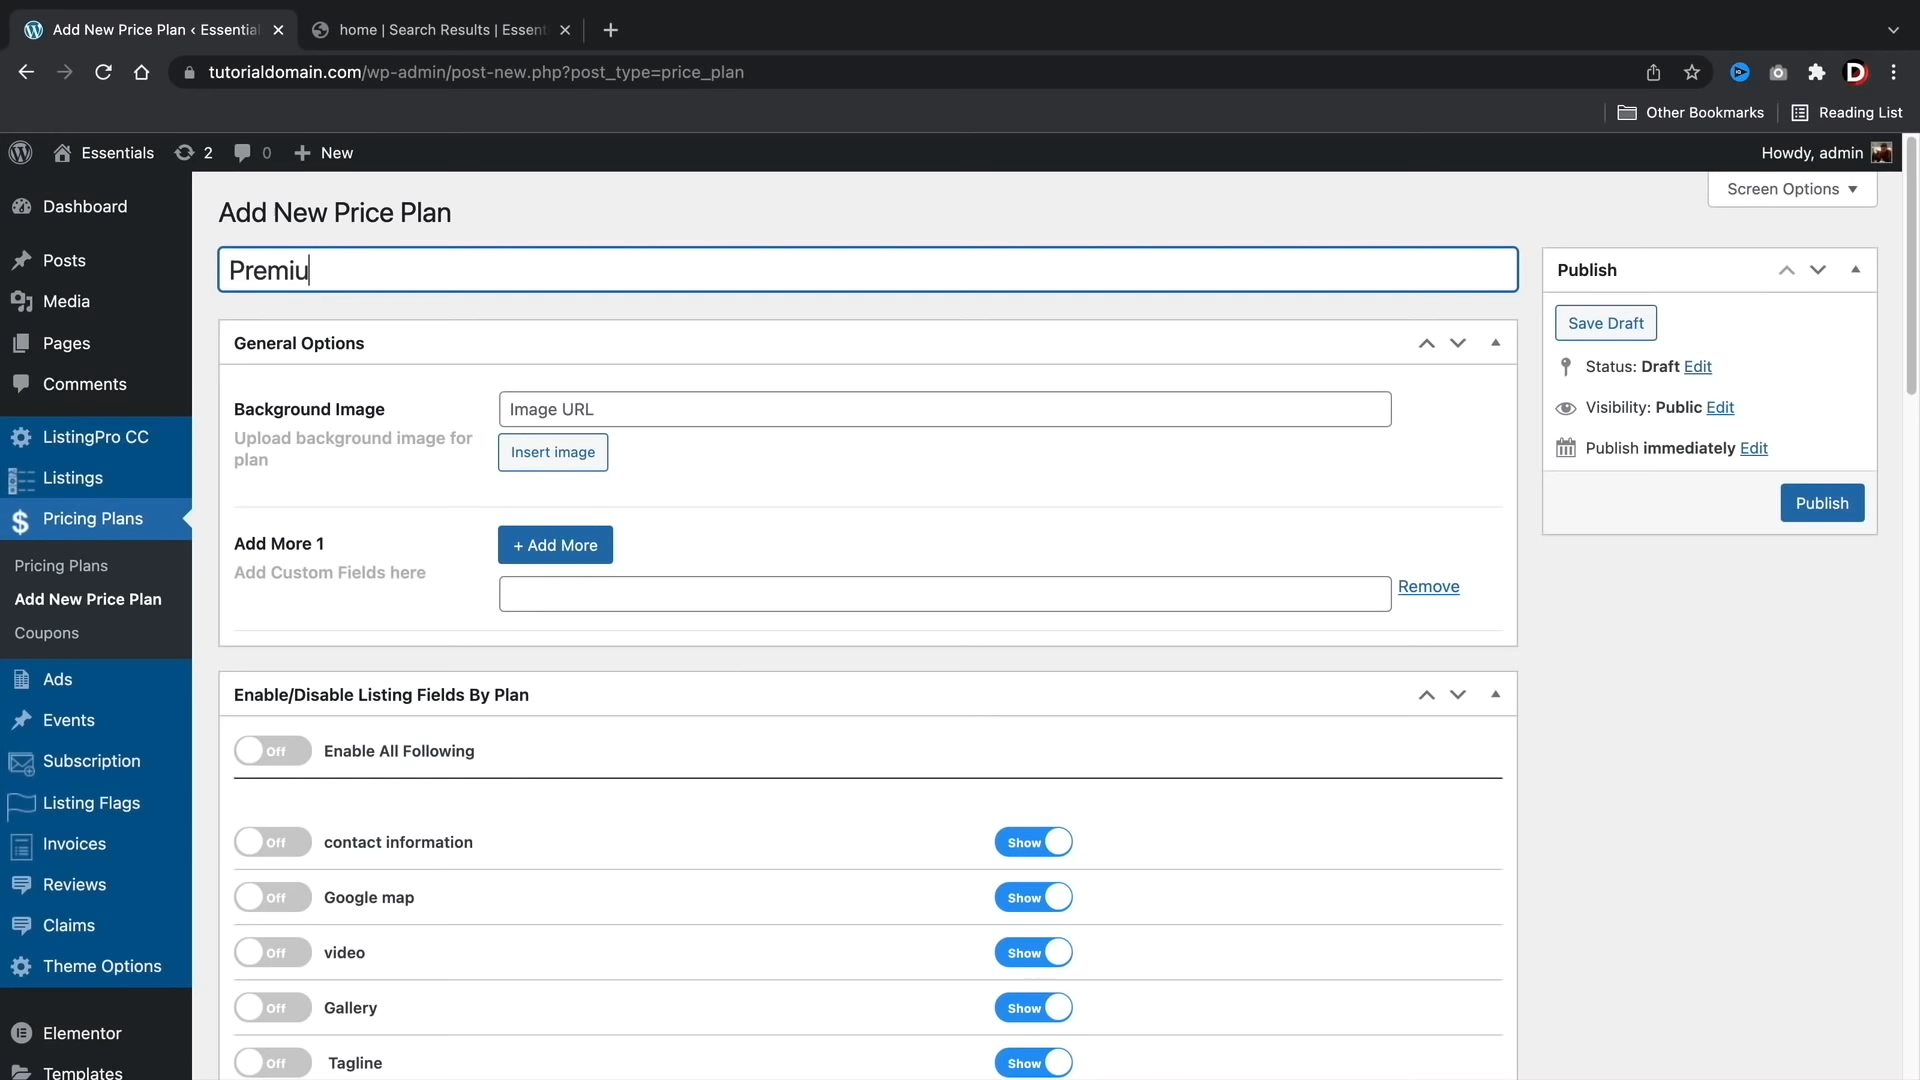 Add New Price Plan ‹ Essential
home | Search Results | Essent
tutorialdomain.com/wp-admin/post-new.php?post_type=price_plan
Other Bookmarks
Reading List
Essentials
2
0
New
Howdy, admin
Screen Options
Dashboard
Posts
Media
Pages
Comments
ListingPro CC
Listings
Pricing Plans
Pricing Plans
Add New Price Plan
Coupons
Ads
Events
Subscription
Listing Flags
Invoices
Reviews
Claims
Theme Options
Elementor
Templates
Add New Price Plan
Premiu
General Options
Background Image
Upload background image for
plan
Image URL
Insert image
Add More 1
Add Custom Fields here
+ Add More
Remove
Enable/Disable Listing Fields By Plan
Off Enable All Following
Off contact information Show
Off Google map Show
Off video Show
Off Gallery Show
Off Tagline Show
Publish
Save Draft
Status: Draft Edit
Visibility: Public Edit
Publish immediately Edit
Publish